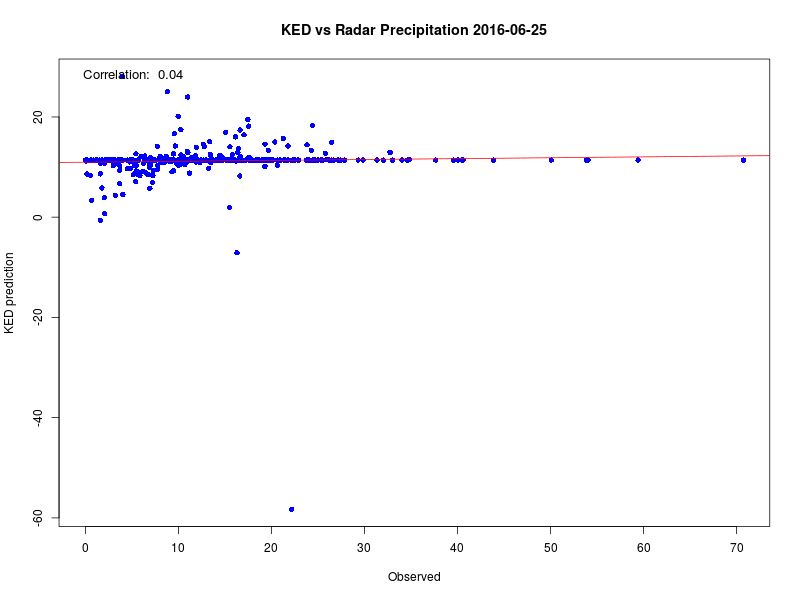 KED vs Radar Precipitation 2016-06-25
Correlation: 0.04
20
0
-20
-40
-60
KED prediction
0 10 20 30 40 50 60 70
Observed